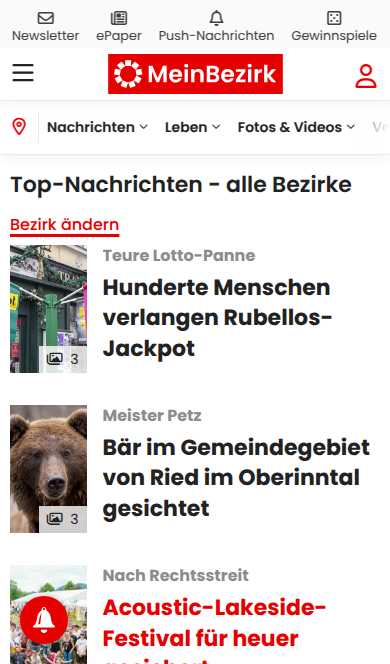 Newsletter ePaper Push-Nachrichten Gewinnspiele
MeinBezirk
Nachrichten Leben Fotos & Videos
Top-Nachrichten - alle Bezirke
Bezirk ändern
Teure Lotto-Panne
Hunderte Menschen
verlangen Rubellos-
Jackpot
3
Meister Petz
Bär im Gemeindegebiet
von Ried im Oberinntal
gesichtet
3
Nach Rechtsstreit
Acoustic-Lakeside-
Festival für heuer